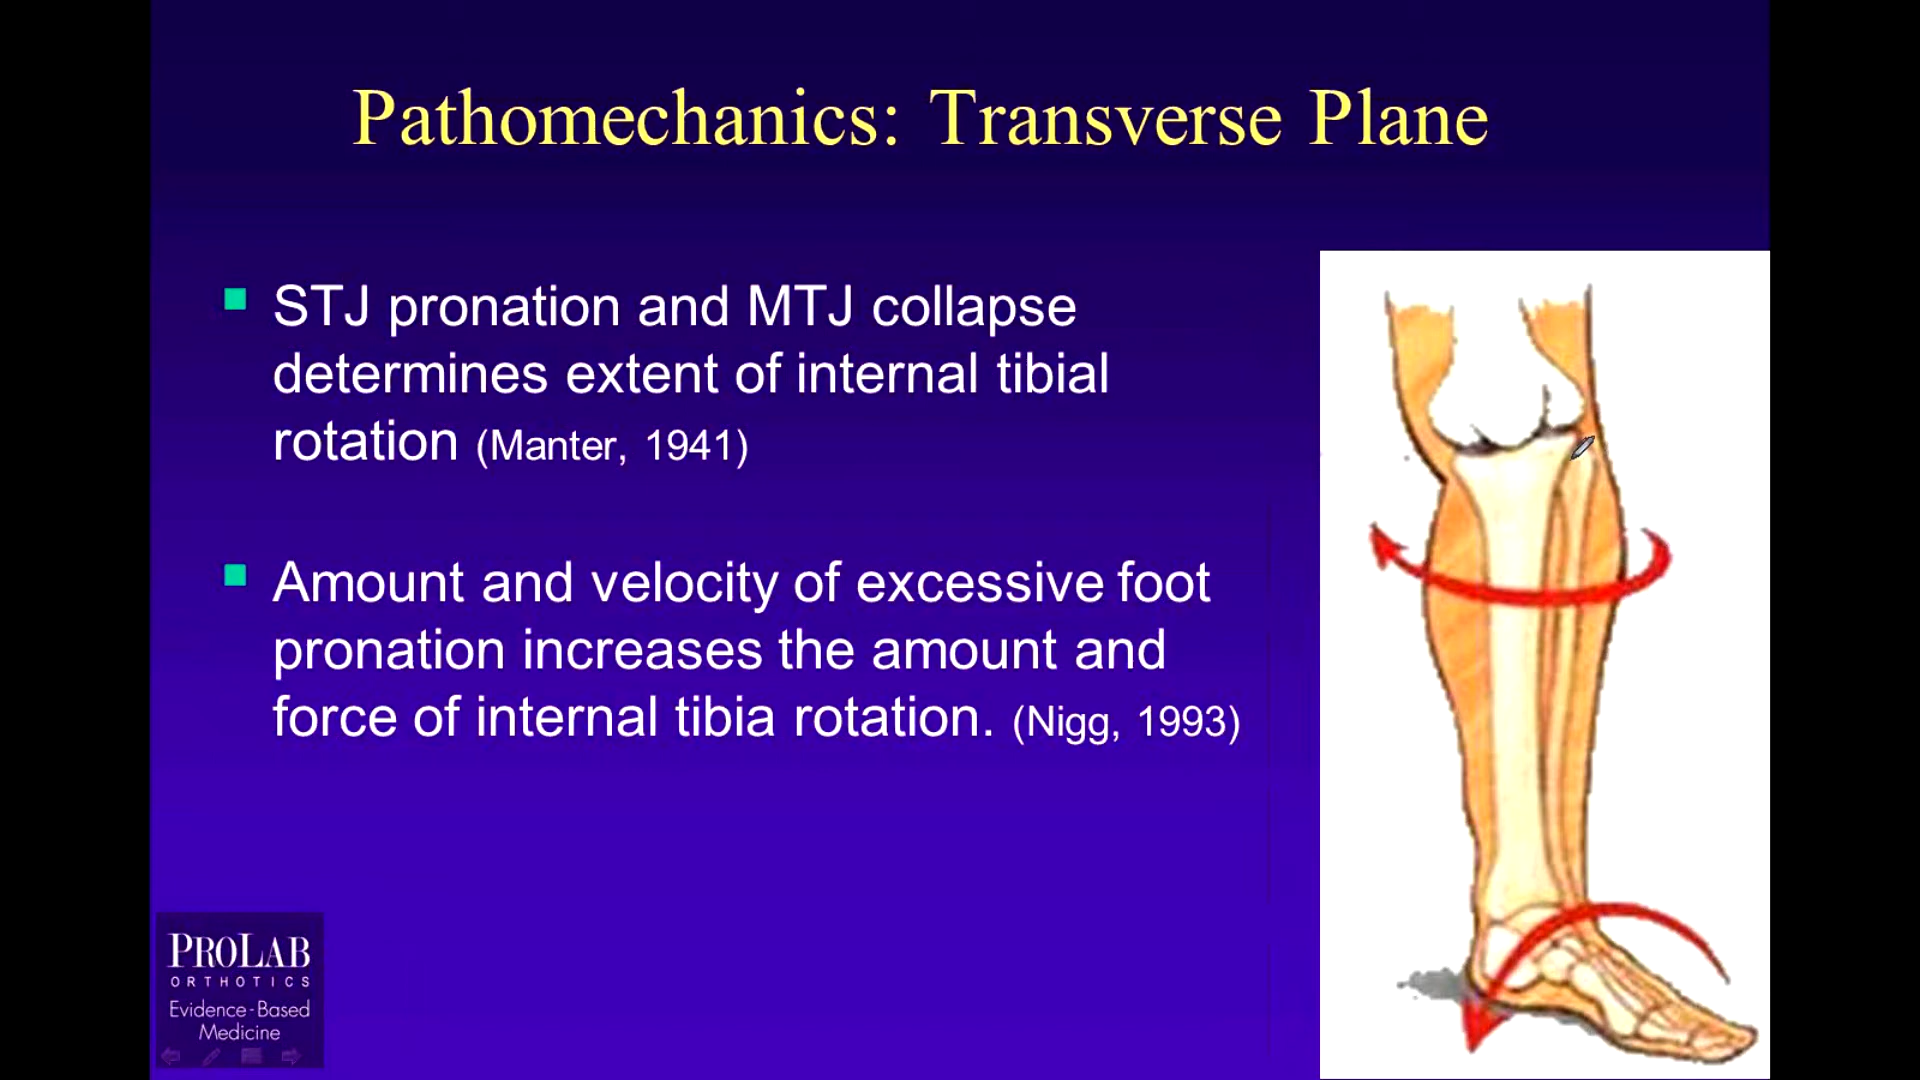 Pathomechanics: Transverse Plane
STJ pronation and MTJ collapse
determines extent of internal tibial
rotation (Manter, 1941)
Amount and velocity of excessive foot
pronation increases the amount and
force of internal tibia rotation. (Nigg, 1993)
PROLAB
ORTHOTICS
Evidence-Based
Medicine